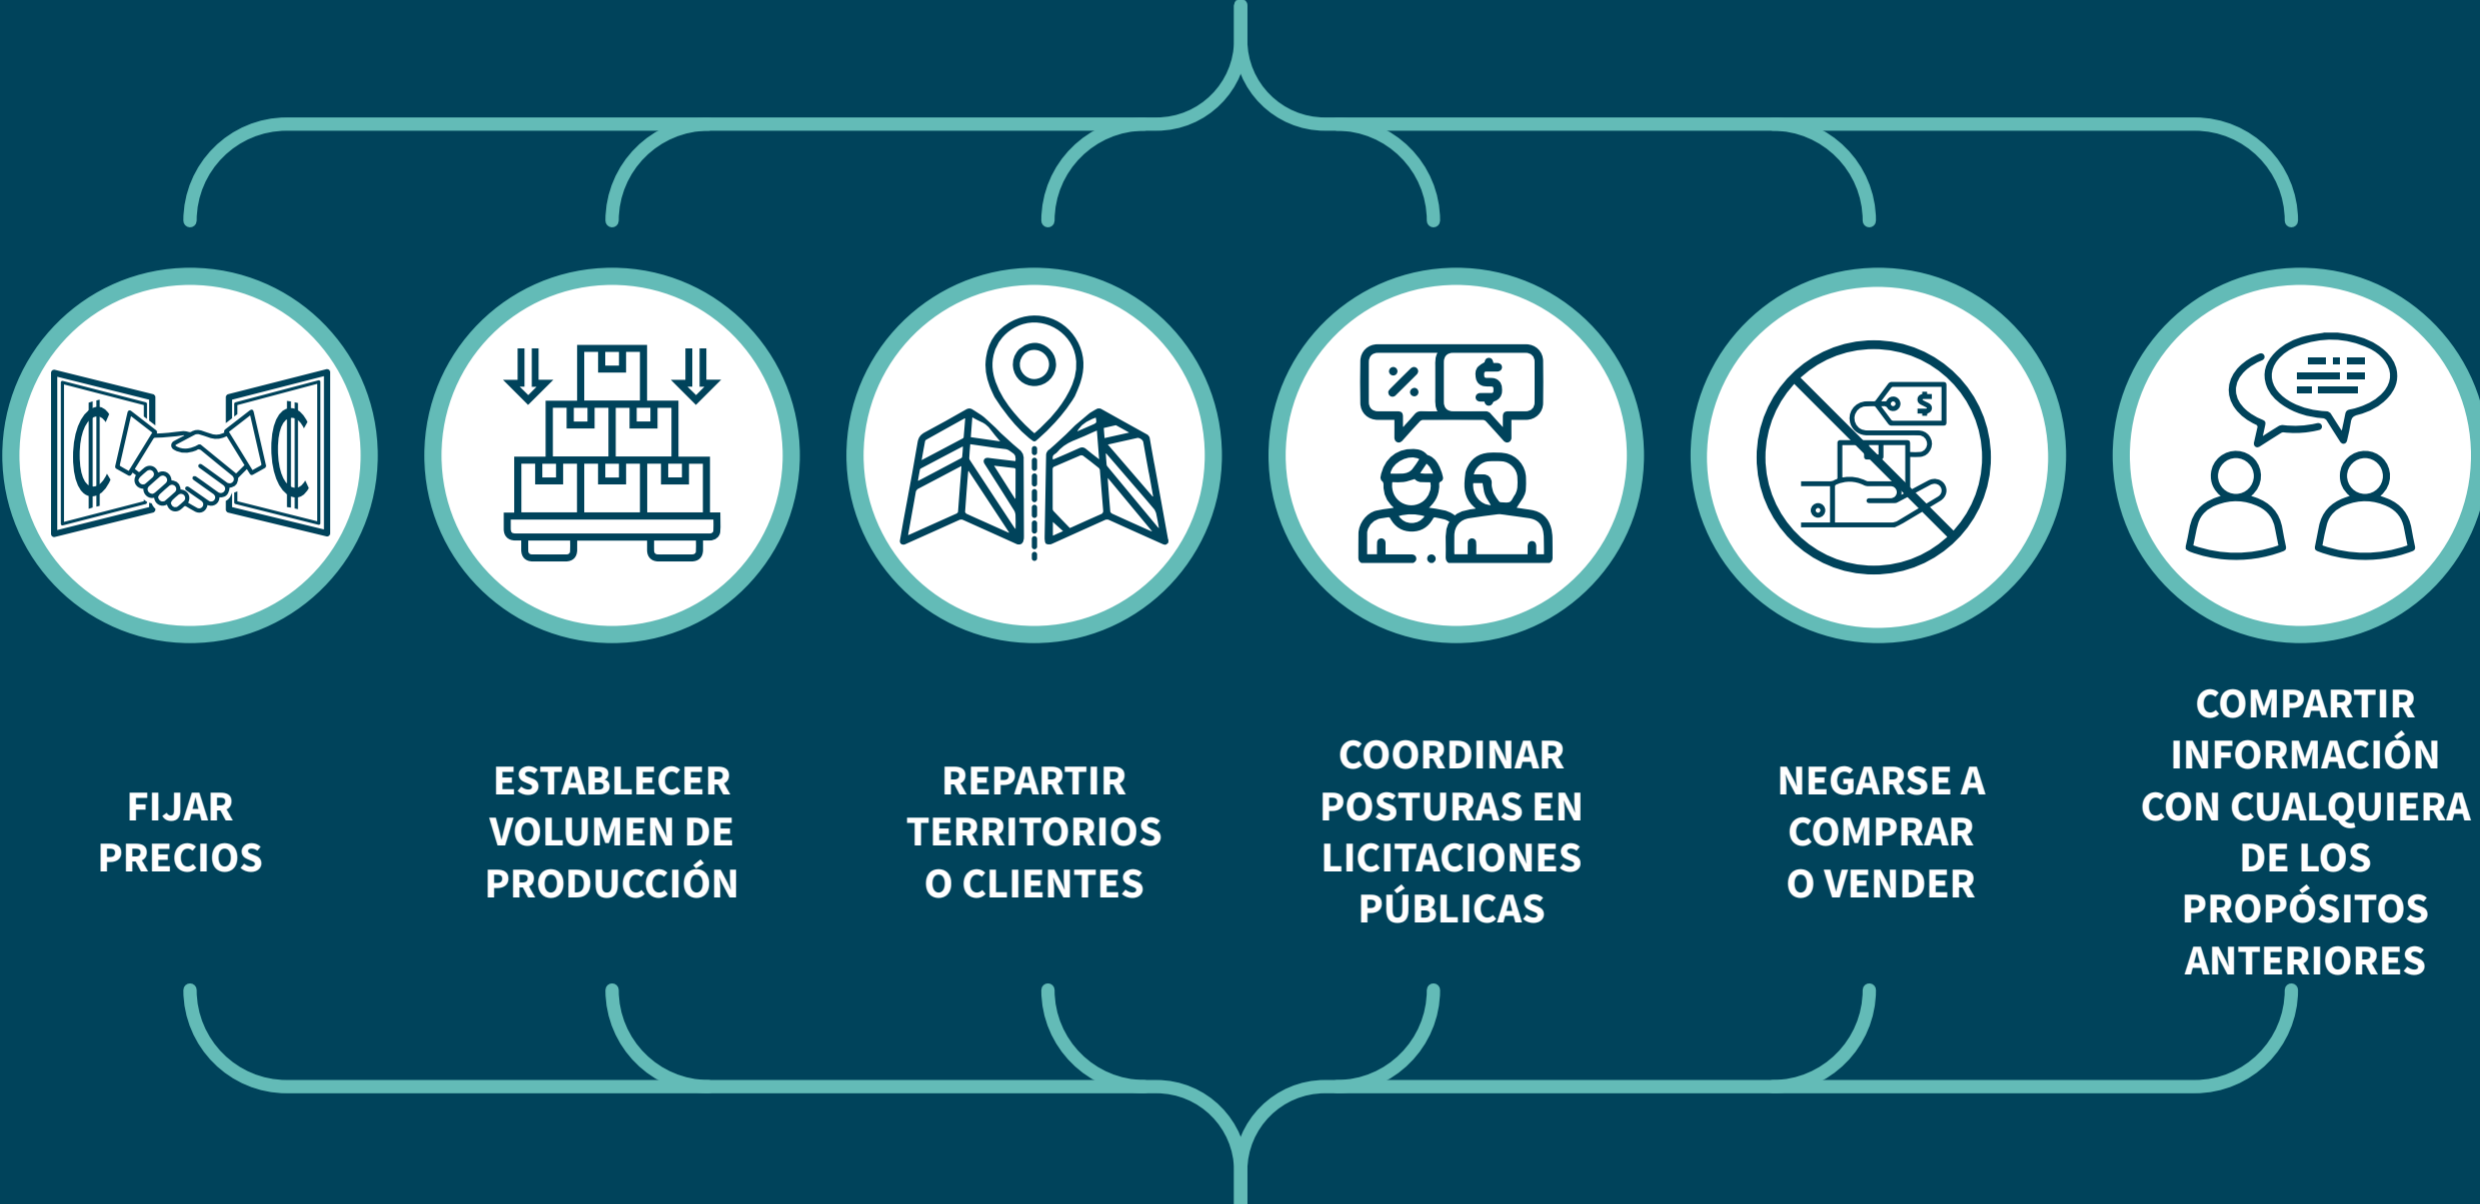 FIJAR
PRECIOS
ESTABLECER
VOLUMEN DE
PRODUCCIÓN
REPARTIR
TERRITORIOS
O CLIENTES
%
$
COORDINAR
POSTURAS EN
LICITACIONES
PÚBLICAS
$
NEGARSE A
COMPRAR
O VENDER
COMPARTIR
INFORMACIÓN
CON CUALQUIERA
DE LOS
PROPÓSITOS
ANTERIORES